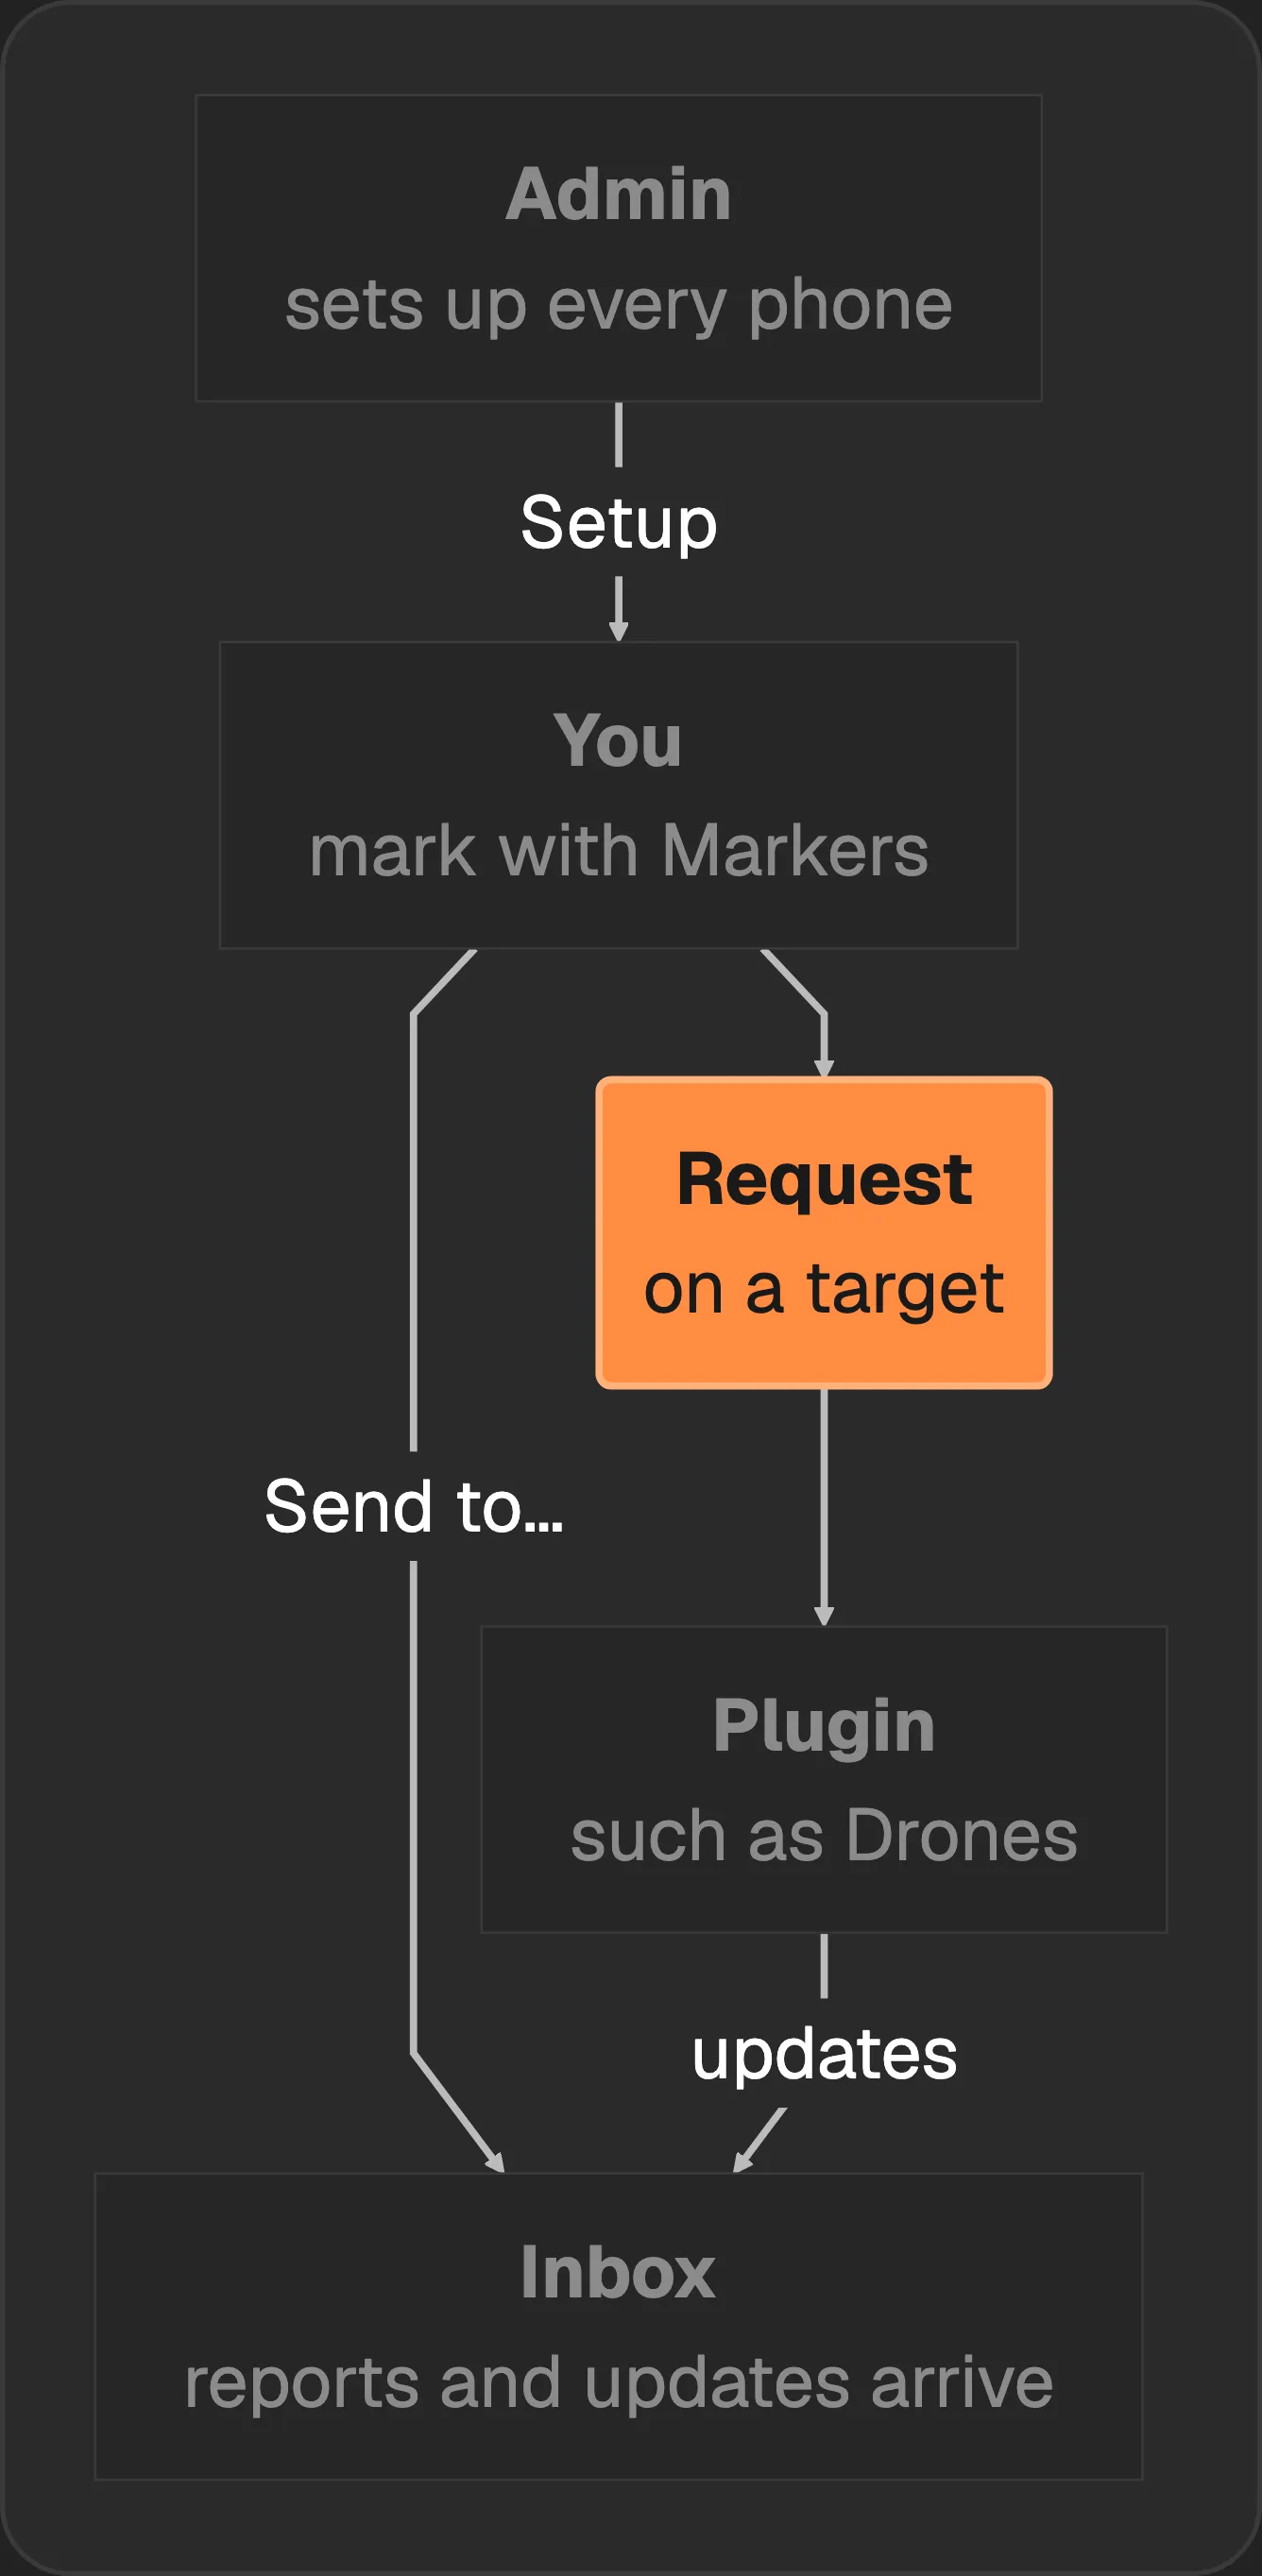 Admin
sets up every phone
Setup
You
mark with Markers
Request
on a target
Send to...
Plugin
such as Drones
updates
Inbox
reports and updates arrive